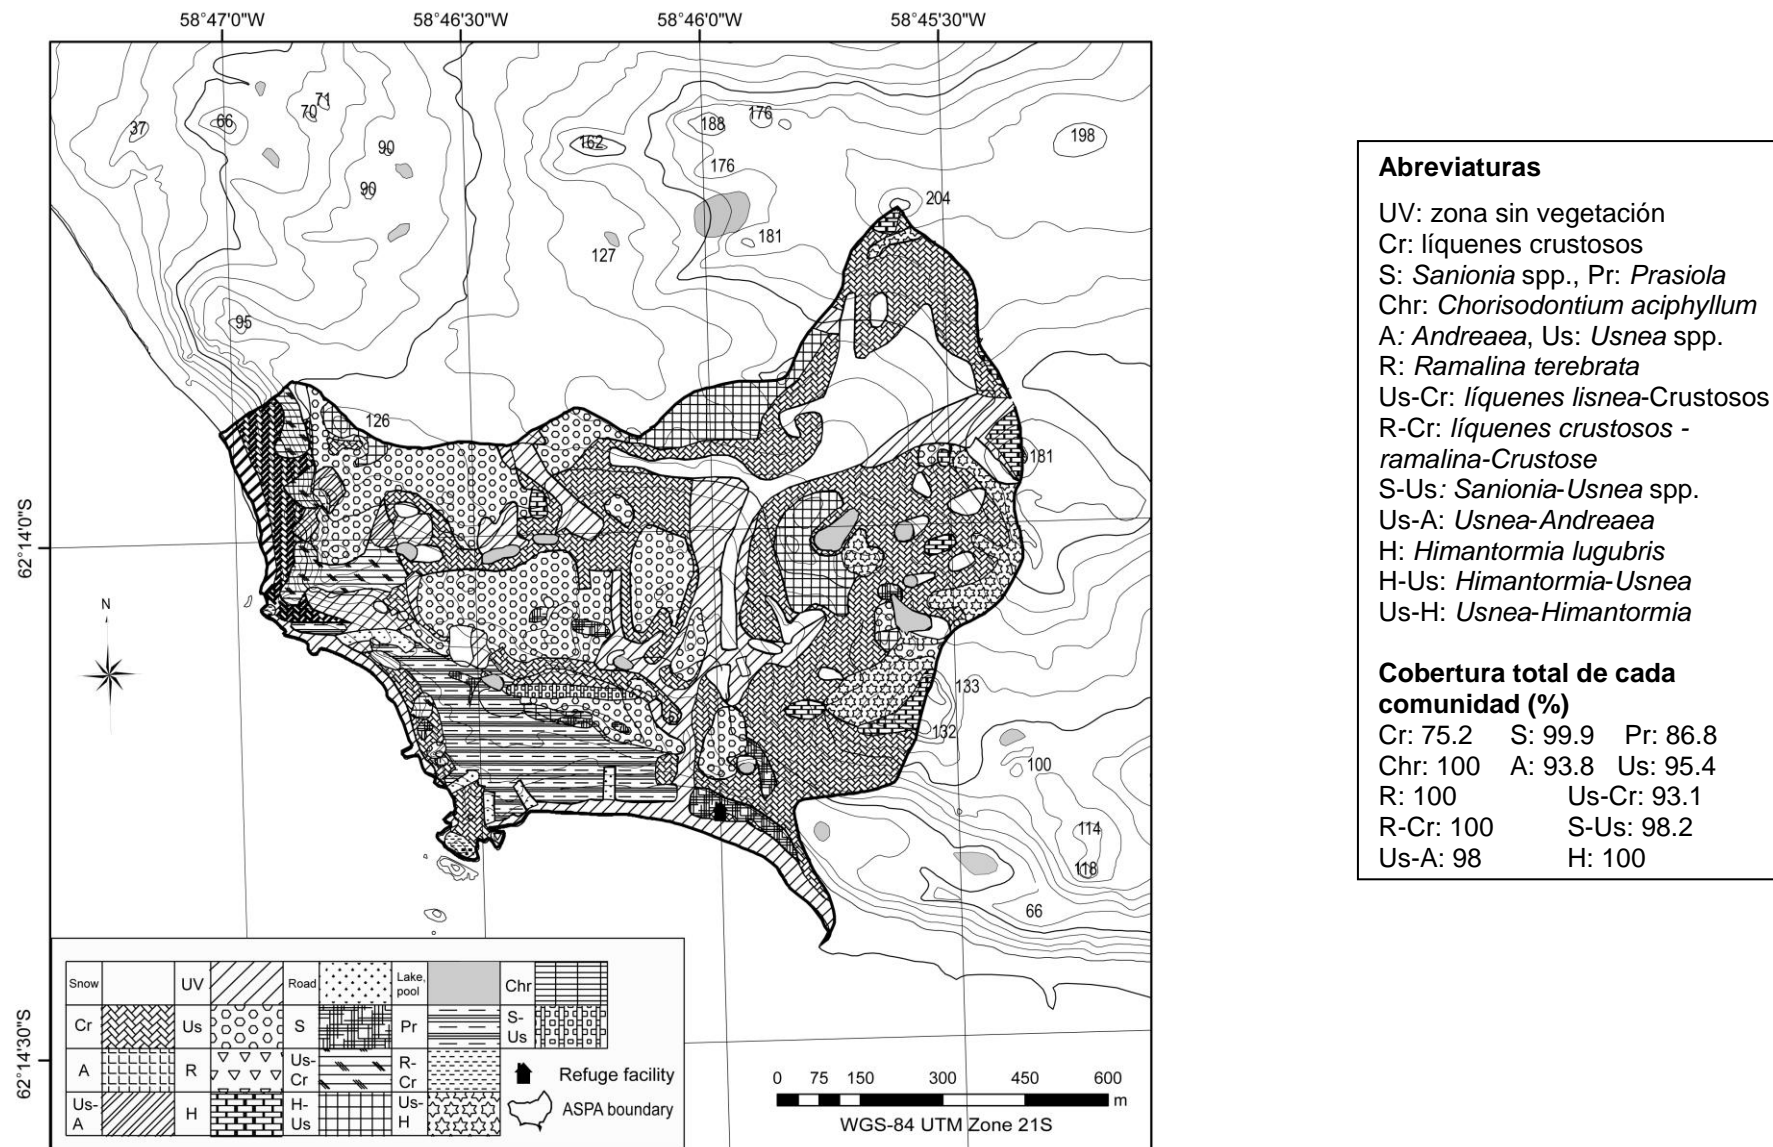 58°47'0"W
58°46'30"W
58°46'0"W
58°45'30"W
37
66
70
71
90
90
162
188
176
176
198
204
181
127
95
126
181
62°14'0"S
N
133
132
100
114
118
66
62°14'30"S
Snow
UV
Road
Lake, pool
Chr
Cr
Us
S
Pr
S-Us
A
R
Us-Cr
R-Cr
Refuge facility
Us-A
H
H-Us
Us-H
ASPA boundary
0 75 150 300 450 600 m
WGS-84 UTM Zone 21S
Abreviaturas
UV: zona sin vegetación
Cr: líquenes crustosos
S: Sanionia spp., Pr: Prasiola
Chr: Chorisodontium aciphyllum
A: Andreaea, Us: Usnea spp.
R: Ramalina terebrata
Us-Cr: líquenes lisnea-Crustosos
R-Cr: líquenes crustosos -
ramalina-Crustose
S-Us: Sanionia-Usnea spp.
Us-A: Usnea-Andreaea
H: Himantormia lugubris
H-Us: Himantormia-Usnea
Us-H: Usnea-Himantormia
Cobertura total de cada
comunidad (%)
Cr: 75.2 S: 99.9 Pr: 86.8
Chr: 100 A: 93.8 Us: 95.4
R: 100 Us-Cr: 93.1
R-Cr: 100 S-Us: 98.2
Us-A: 98 H: 100